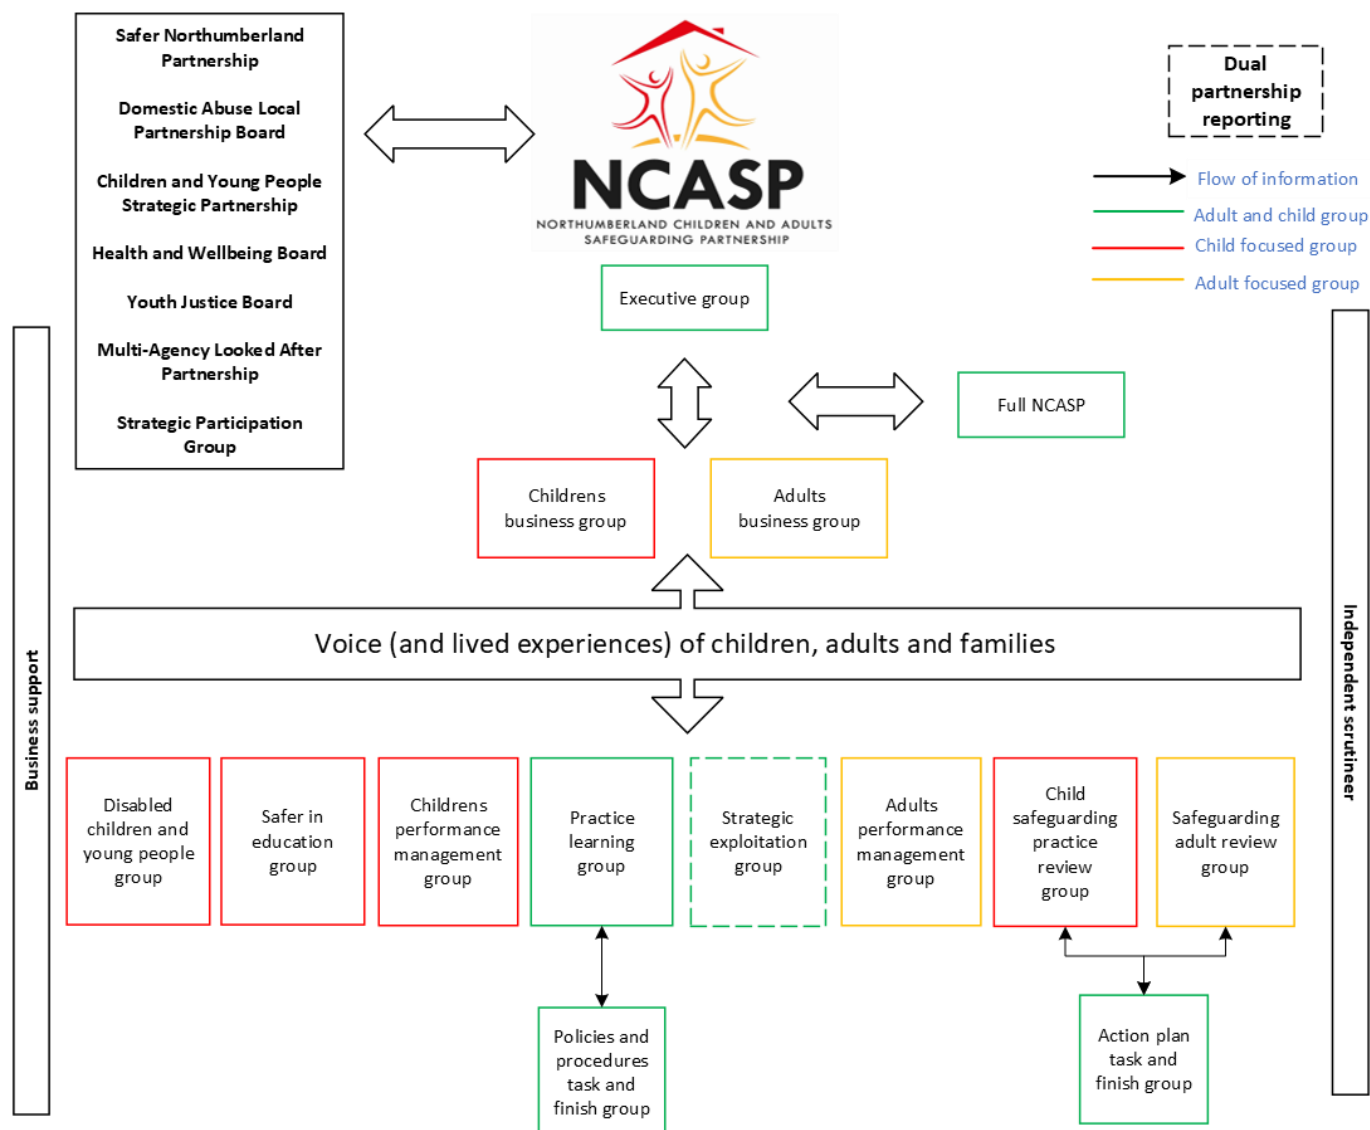 Safer Northumberland
Partnership
Domestic Abuse Local
Partnership Board
Children and Young People
Strategic Partnership
Health and Wellbeing Board
Youth Justice Board
Multi-Agency Looked After
Partnership
Strategic Participation
Group
NCASP
NORTHUMBERLAND CHILDREN AND ADULTS
SAFEGUARDING PARTNERSHIP
Dual
partnership
reporting
Flow of information
Adult and child group
Child focused group
Adult focused group
Executive group
Full NCASP
Childrens
business group
Adults
business group
Business support
Voice (and lived experiences) of children, adults and families
Independent scrutineer
Disabled
children and
young people
group
Safer in
education
group
Childrens
performance
management
group
Practice
learning
group
Strategic
exploitation
group
Adults
performance
management
group
Child
safeguarding
practice
review
group
Safeguarding
adult review
group
Policies and
procedures
task and
finish group
Action plan
task and
finish group